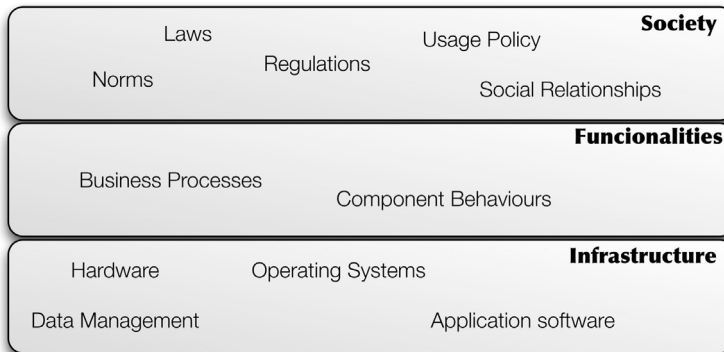 Society
Laws
Usage Policy
Regulations
Norms
Social Relationships
Funcionalities
Business Processes
Component Behaviours
Infrastructure
Hardware Operating Systems
Data Management Application software